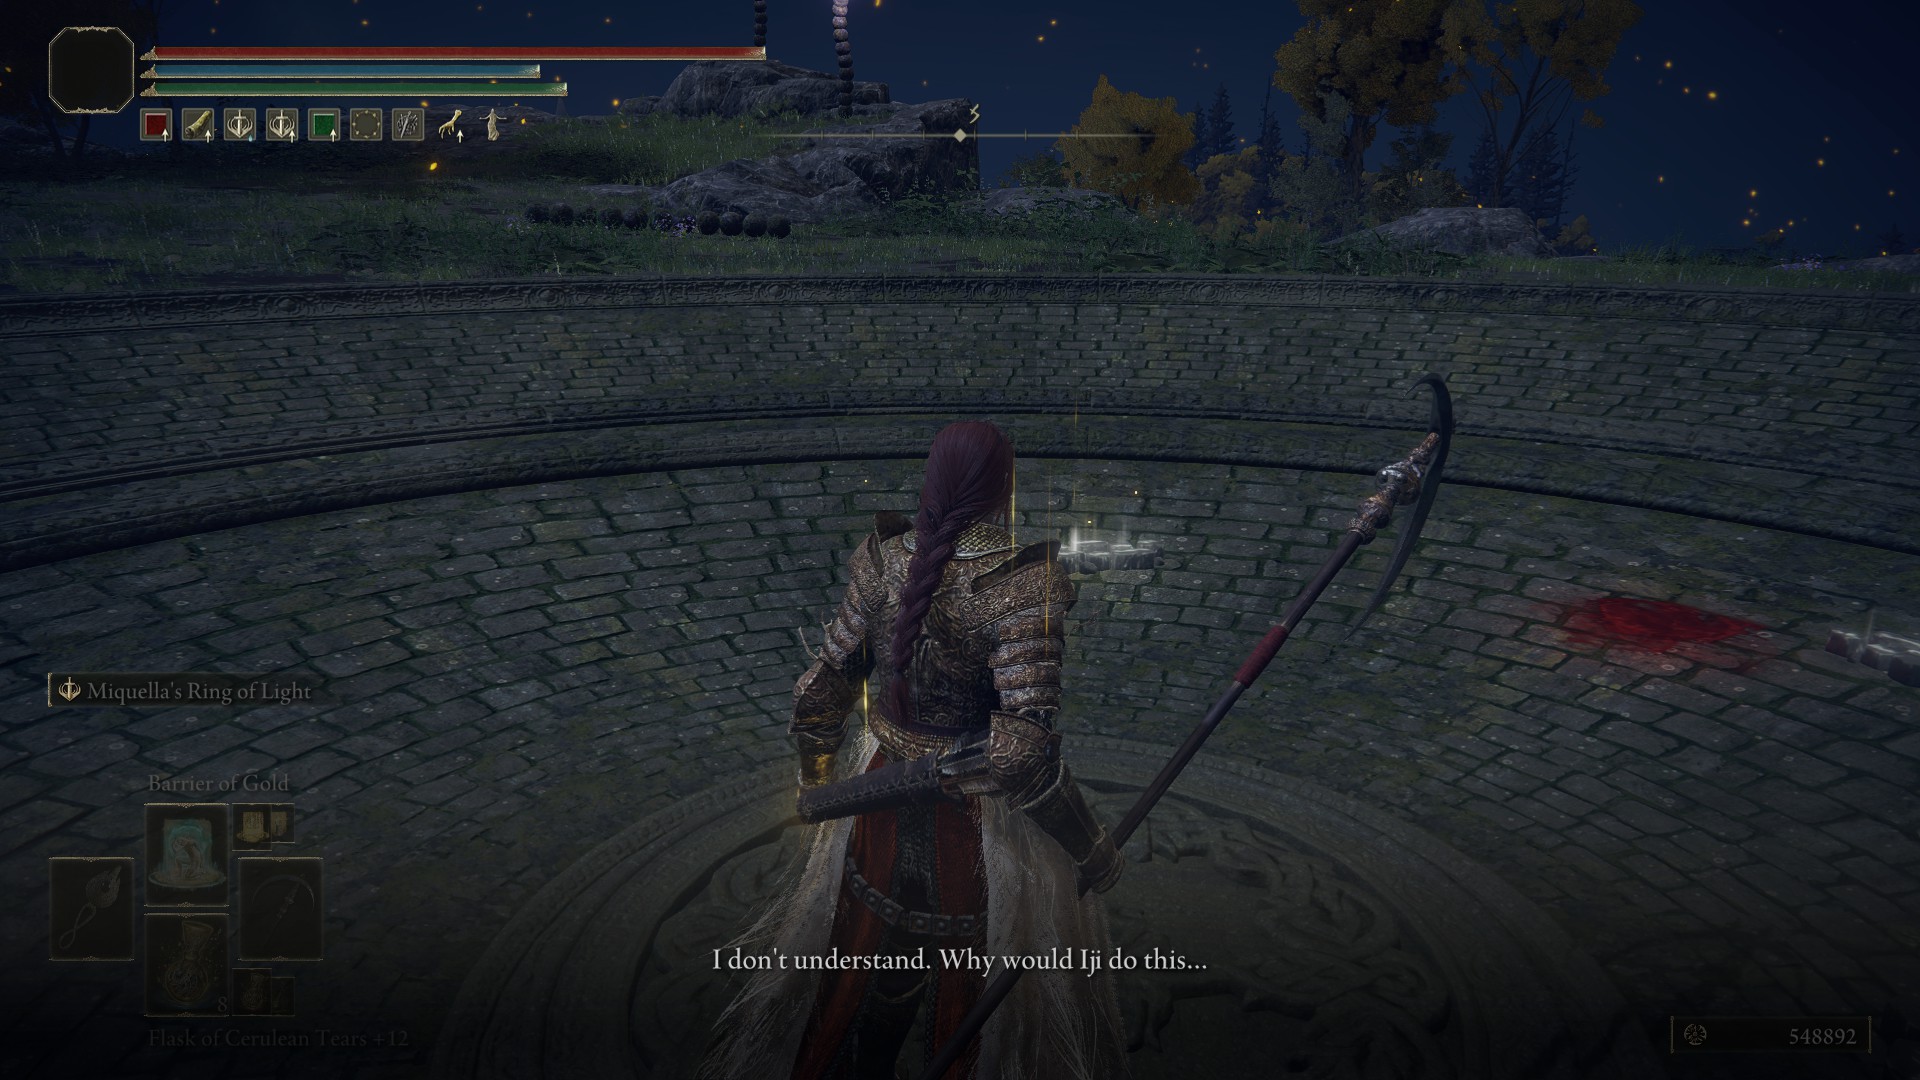 Miquella's Ring of Light
Barrier of Gold
8
Flask of Cerulean Tears +12
I don't understand. Why would Iji do this...
548892